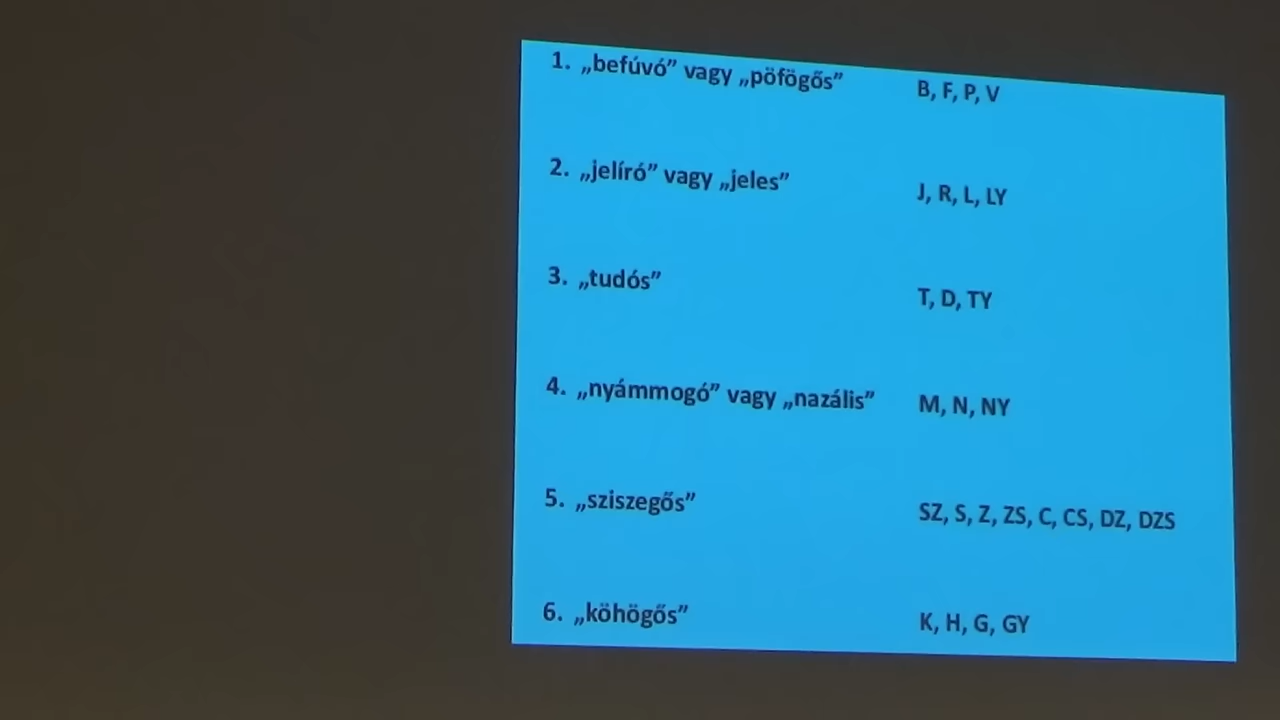 1. „befúvó” vagy „pöfögős” B, F, P, V
2. „jelíró” vagy „jeles” J, R, L, LY
3. „tudós” T, D, TY
4. „nyámmogó” vagy „nazális” M, N, NY
5. „sziszegős” SZ, S, Z, ZS, C, CS, DZ, DZS
6. „köhögős” K, H, G, GY